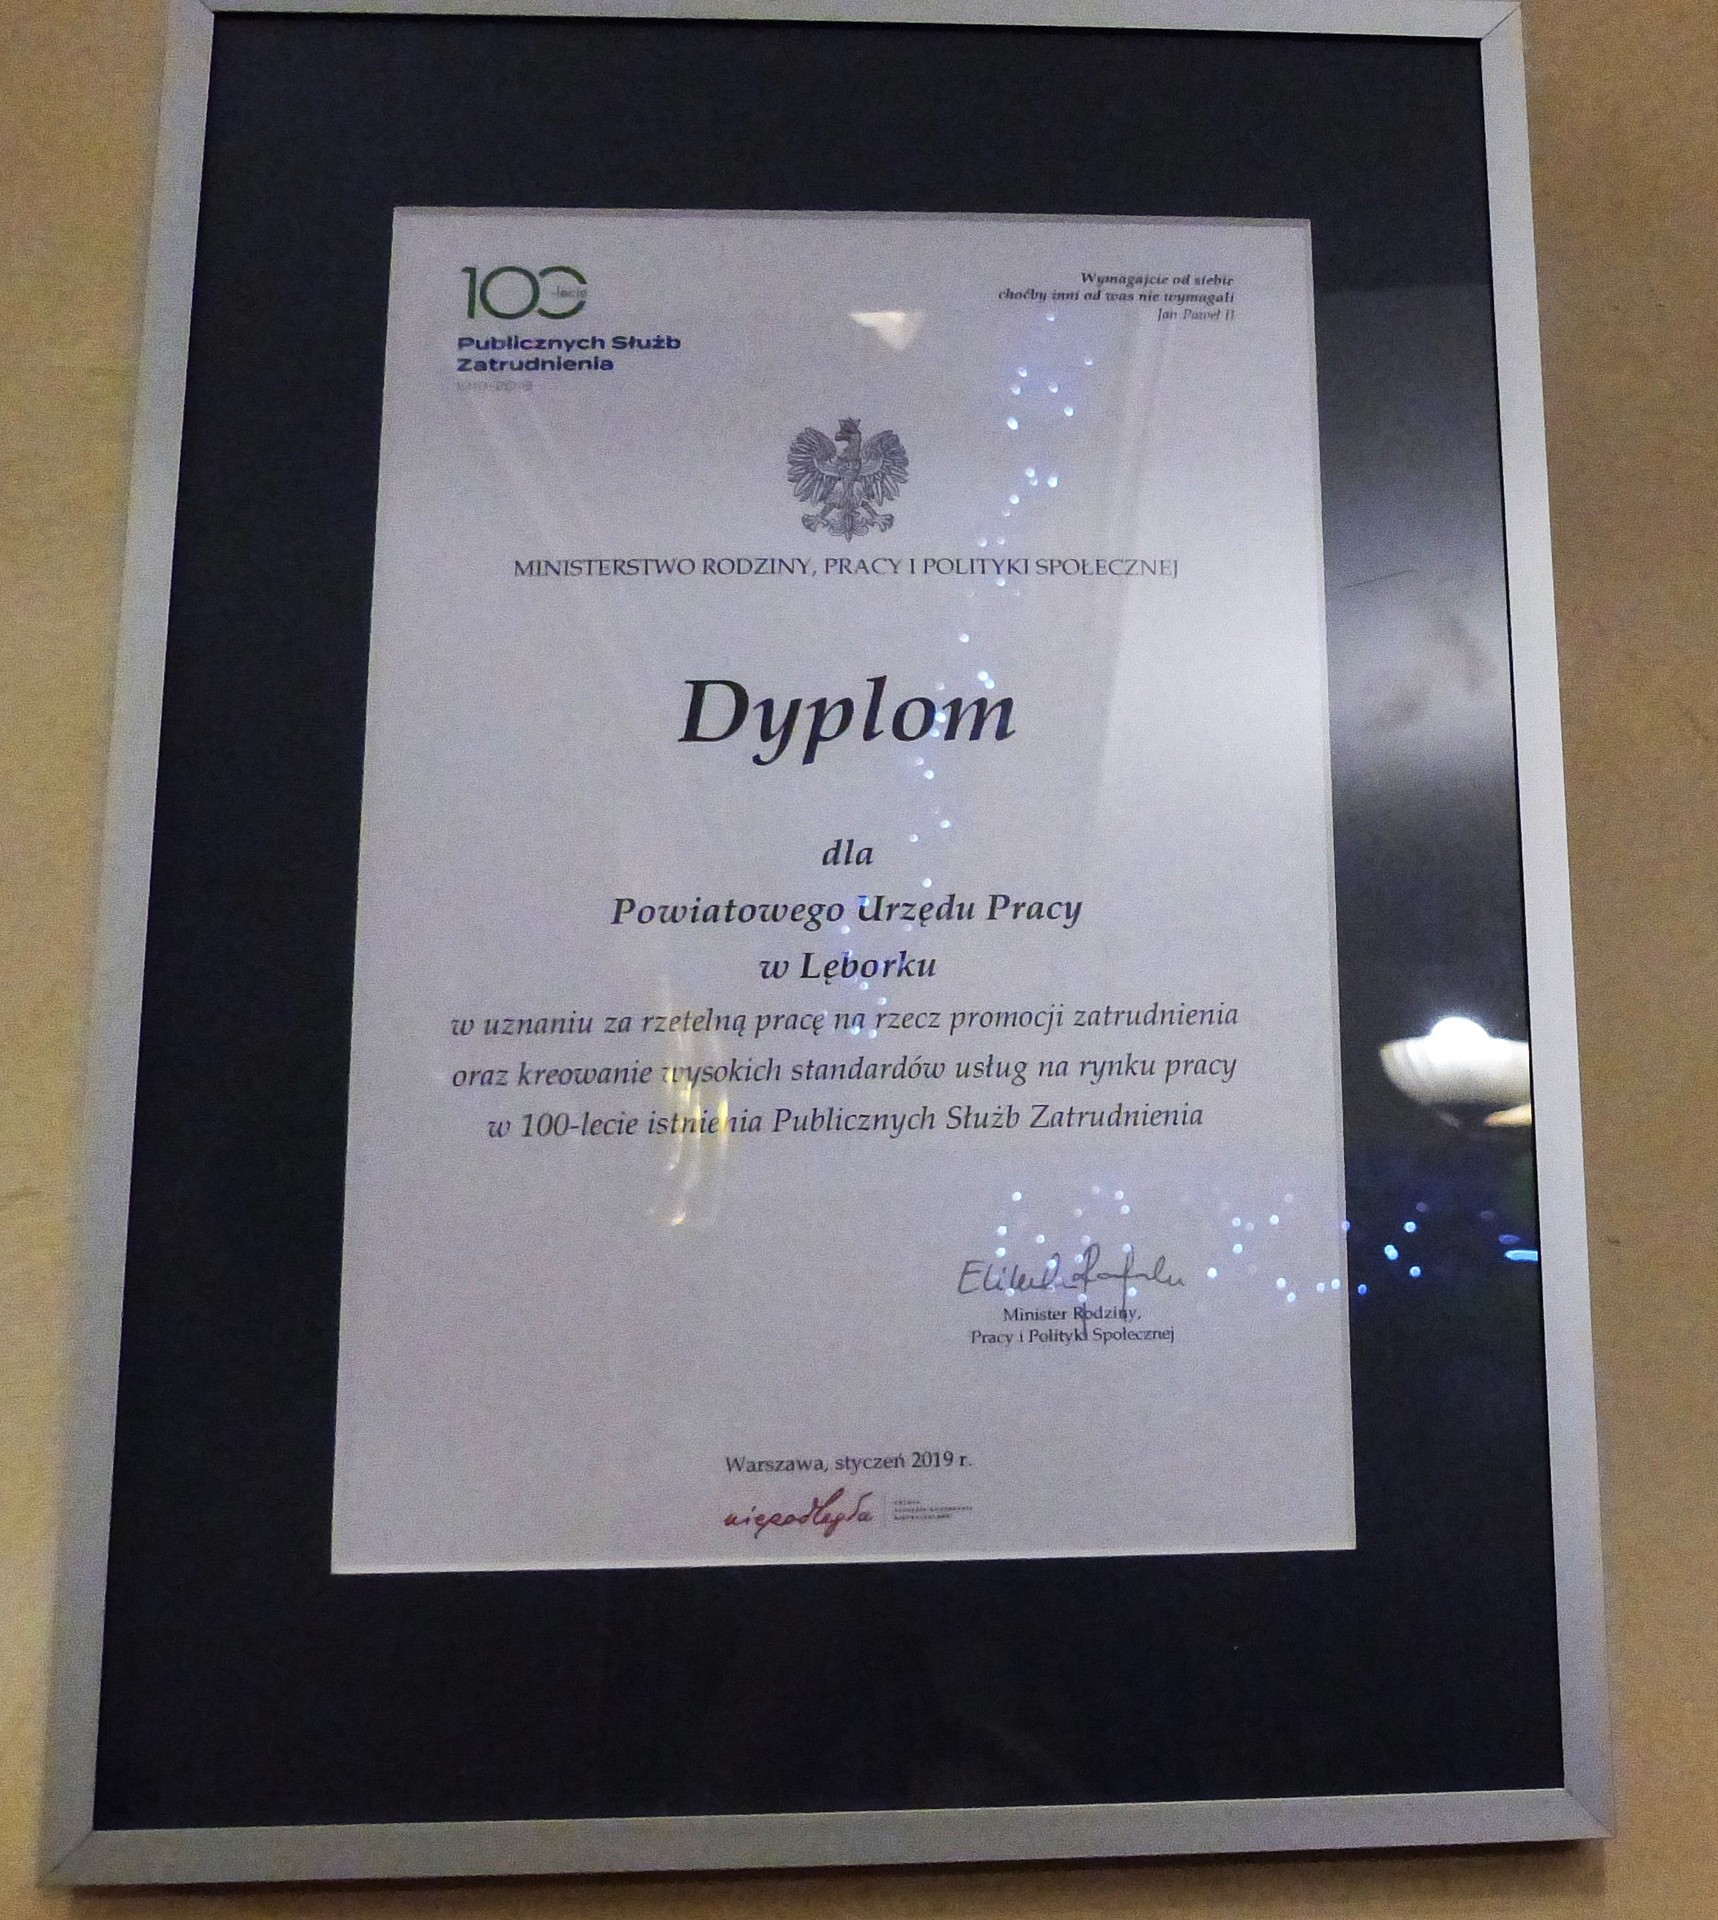 100
-lecie
Publicznych Służb
Zatrudnienia
Wymagajcie od siebie
choćby inni od was nie wymagali
Jan Paweł II
MINISTERSTWO RODZINY, PRACY I POLITYKI SPOŁECZNEJ
Dyplom
dla
Powiatowego Urzędu Pracy
w Lęborku
w uznaniu za rzetelną pracę na rzecz promocji zatrudnienia
oraz kreowanie wysokich standardów usług na rynku pracy
w 100-lecie istnienia Publicznych Służb Zatrudnienia
Minister Rodziny,
Pracy i Polityki Społecznej
Warszawa, styczeń 2019 r.
niepodległa